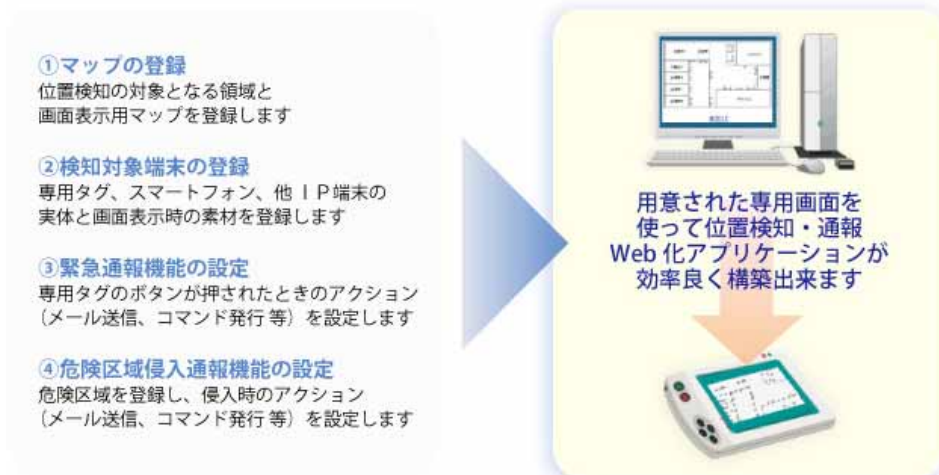 ①マップの登録
位置検知の対象となる領域と
画面表示用マップを登録します
②検知対象端末の登録
専用タグ、スマートフォン、他ＩＰ端末の
実体と画面表示時の素材を登録します
③緊急通報機能の設定
専用タグのボタンが押されたときのアクション
（メール送信、コマンド発行 等）を設定します
④危険区域侵入通報機能の設定
危険区域を登録し、侵入時のアクション
（メール送信、コマンド発行 等）を設定します
用意された専用画面を
使って位置検知・通報
Web 化アプリケーションが
効率良く構築出来ます